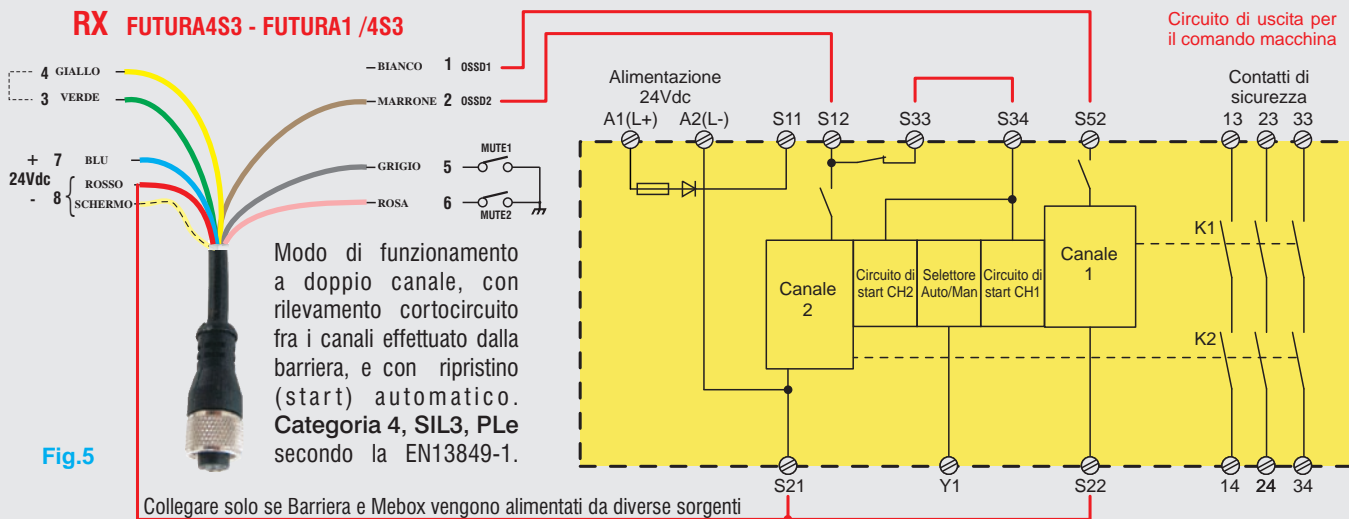 RX FUTURA4S3 - FUTURA1 /4S3
Circuito di uscita per
il comando macchina
4 GIALLO
3 VERDE
BIANCO 1 OSSD1
MARRONE 2 OSSD2
+ 7 BLU
24Vdc
ROSSO
- 8
SCHERMO
MUTE1
GRIGIO 5
ROSA 6
MUTE2
Alimentazione
24Vdc
Contatti di
sicurezza
A1(L+) A2(L-) S11 S12 S33 S34 S52 13 23 33
K1
Canale
1
Canale
2
Circuito di
start CH2
Selettore
Auto/Man
Circuito di
start CH1
K2
Modo di funzionamento
a doppio canale, con
rilevamento cortocircuito
fra i canali effettuato dalla
barriera, e con ripristino
(start) automatico.
Categoria 4, SIL3, PLe
secondo la EN13849-1.
Fig.5
S21 Y1 S22 14 24 34
Collegare solo se Barriera e Mebox vengono alimentati da diverse sorgenti